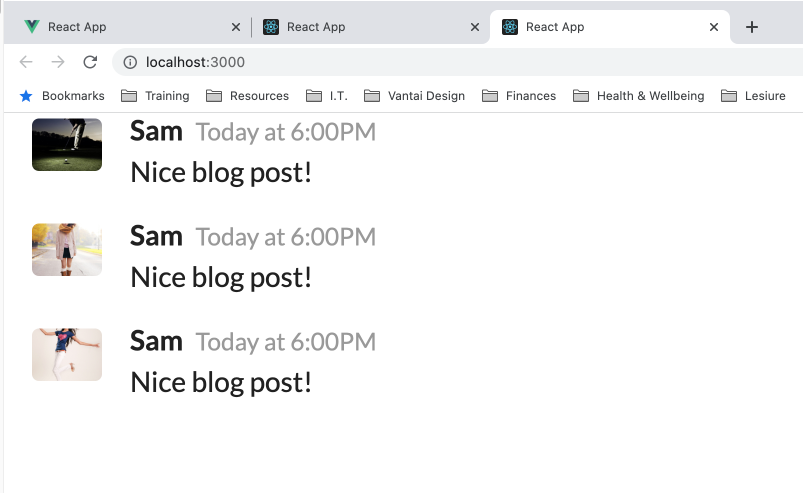 React App React App React App
localhost:3000
Bookmarks Training Resources I.T. Vantai Design Finances Health & Wellbeing Lesiure
Sam Today at 6:00PM
Nice blog post!
Sam Today at 6:00PM
Nice blog post!
Sam Today at 6:00PM
Nice blog post!